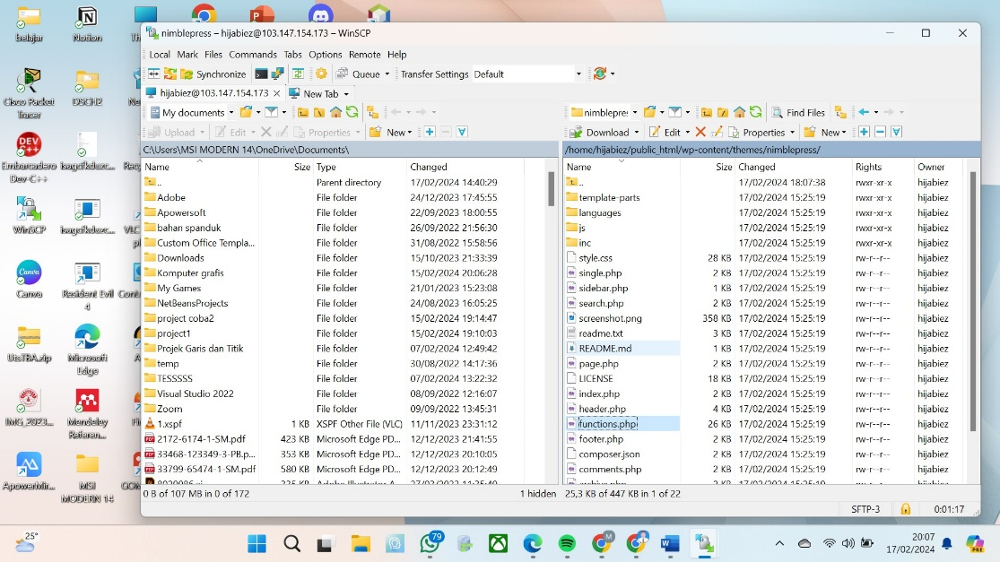 belajar
Notion
nimblepress – hijabiez@103.147.154.173 – WinSCP
Local Mark Files Commands Tabs Options Remote Help
Synchronize Queue Transfer Settings Default
hijabiez@103.147.154.173 New Tab
My documents Find Files
Upload Edit Properties New Download Edit Properties New
C:\Users\MSI MODERN 14\OneDrive\Documents\ /home/hijabiez/public_html/wp-content/themes/nimblepress/
Name Size Type Changed
.. Parent directory 17/02/2024 14:40:29
Adobe File folder 24/12/2023 17:45:55
Apowersoft File folder 22/09/2023 18:00:55
bahan spanduk File folder 26/09/2022 21:56:30
Custom Office Templa... File folder 31/08/2022 15:58:56
Downloads File folder 15/10/2023 21:33:39
Komputer grafis File folder 15/02/2024 20:06:28
My Games File folder 21/01/2023 15:23:08
NetBeansProjects File folder 24/08/2023 16:05:25
project coba2 File folder 15/02/2024 19:14:47
project1 File folder 15/02/2024 19:10:03
Projek Garis dan Titik File folder 07/02/2024 12:49:42
temp File folder 30/08/2022 14:17:36
TESSSSS File folder 07/02/2024 13:22:32
Visual Studio 2022 File folder 08/09/2022 12:16:07
Zoom File folder 09/09/2022 13:45:31
1.xspf 1 KB XSPF Other File (VLC) 11/11/2023 23:31:12
2172-6174-1-SM.pdf 423 KB Microsoft Edge PD... 12/12/2023 21:41:55
33468-123349-3-PB.p... 353 KB Microsoft Edge PD... 12/12/2023 20:10:05
33799-65474-1-SM.pdf 580 KB Microsoft Edge PD... 12/12/2023 20:12:49
0 B of 107 MB in 0 of 172 1 hidden
Name Size Changed Rights Owner
.. 17/02/2024 18:07:38 rwxr-xr-x hijabiez
template-parts 17/02/2024 15:25:19 rwxr-xr-x hijabiez
languages 17/02/2024 15:25:19 rwxr-xr-x hijabiez
js 17/02/2024 15:25:19 rwxr-xr-x hijabiez
inc 17/02/2024 15:25:19 rwxr-xr-x hijabiez
style.css 28 KB 17/02/2024 15:25:19 rw-r--r-- hijabiez
single.php 2 KB 17/02/2024 15:25:19 rw-r--r-- hijabiez
sidebar.php 1 KB 17/02/2024 15:25:19 rw-r--r-- hijabiez
search.php 2 KB 17/02/2024 15:25:19 rw-r--r-- hijabiez
screenshot.png 358 KB 17/02/2024 15:25:19 rw-r--r-- hijabiez
readme.txt 3 KB 17/02/2024 15:25:19 rw-r--r-- hijabiez
README.md 1 KB 17/02/2024 15:25:19 rw-r--r-- hijabiez
page.php 2 KB 17/02/2024 15:25:19 rw-r--r-- hijabiez
LICENSE 18 KB 17/02/2024 15:25:19 rw-r--r-- hijabiez
index.php 2 KB 17/02/2024 15:25:19 rw-r--r-- hijabiez
header.php 4 KB 17/02/2024 15:25:19 rw-r--r-- hijabiez
functions.php 26 KB 17/02/2024 15:25:19 rw-r--r-- hijabiez
footer.php 2 KB 17/02/2024 15:25:19 rw-r--r-- hijabiez
composer.json 2 KB 17/02/2024 15:25:19 rw-r--r-- hijabiez
comments.php 2 KB 17/02/2024 15:25:19 rw-r--r-- hijabiez
25,3 KB of 447 KB in 1 of 22
SFTP-3 0:01:17
Cisco Packet
Tracer
DSCH2
DEV
C++
Embarcadero
Dev-C++
WinSCP
Canva
Canva
Resident Evil
4
UtsTBA.zip
Microsoft
Edge
IMG_2023...
Mendeley
Referen...
ApowerMir...
MSI
MODERN 14
25°
79
20:07
17/02/2024
PRE